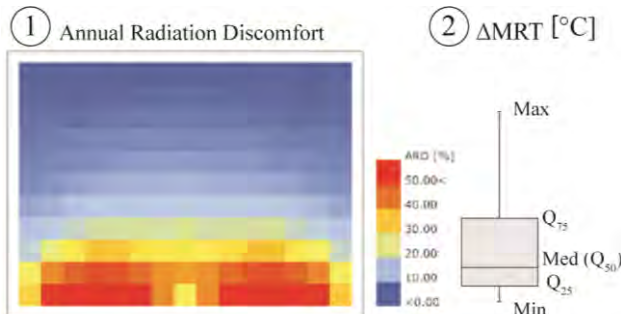 1 Annual Radiation Discomfort
2 ΔMRT [°C]
ARD [%]
50.00<
40.00
30.00
20.00
10.00
<0.00
Max
Q75
Med (Q50)
Q25
Min